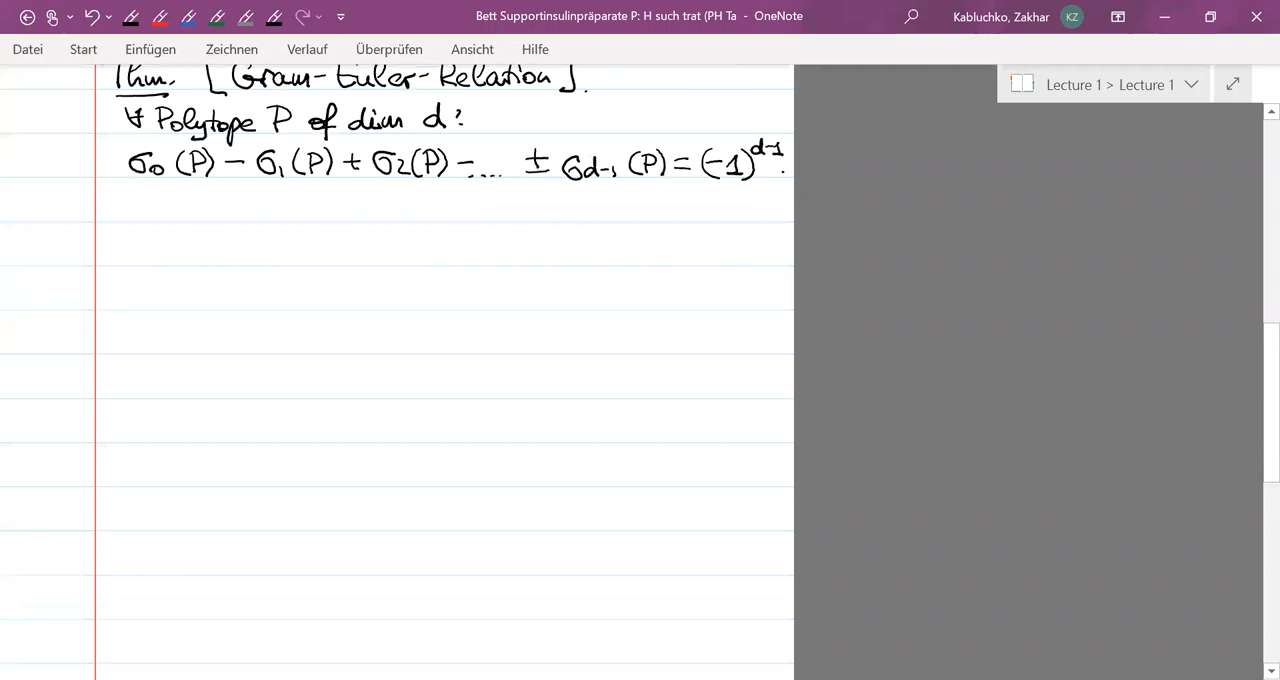 Bett Supportinsulinpräparate P: H such trat (PH Ta - OneNote
Kabluchko, Zakhar KZ
Datei Start Einfügen Zeichnen Verlauf Überprüfen Ansicht Hilfe
Lecture 1 > Lecture 1
Thm. [Gram-Euler-Relation].
∀ Polytope P of dim d:
σ₀(P) - σ₁(P) + σ₂(P) - .... ± σd-1(P) = (-1)^{d-1}.